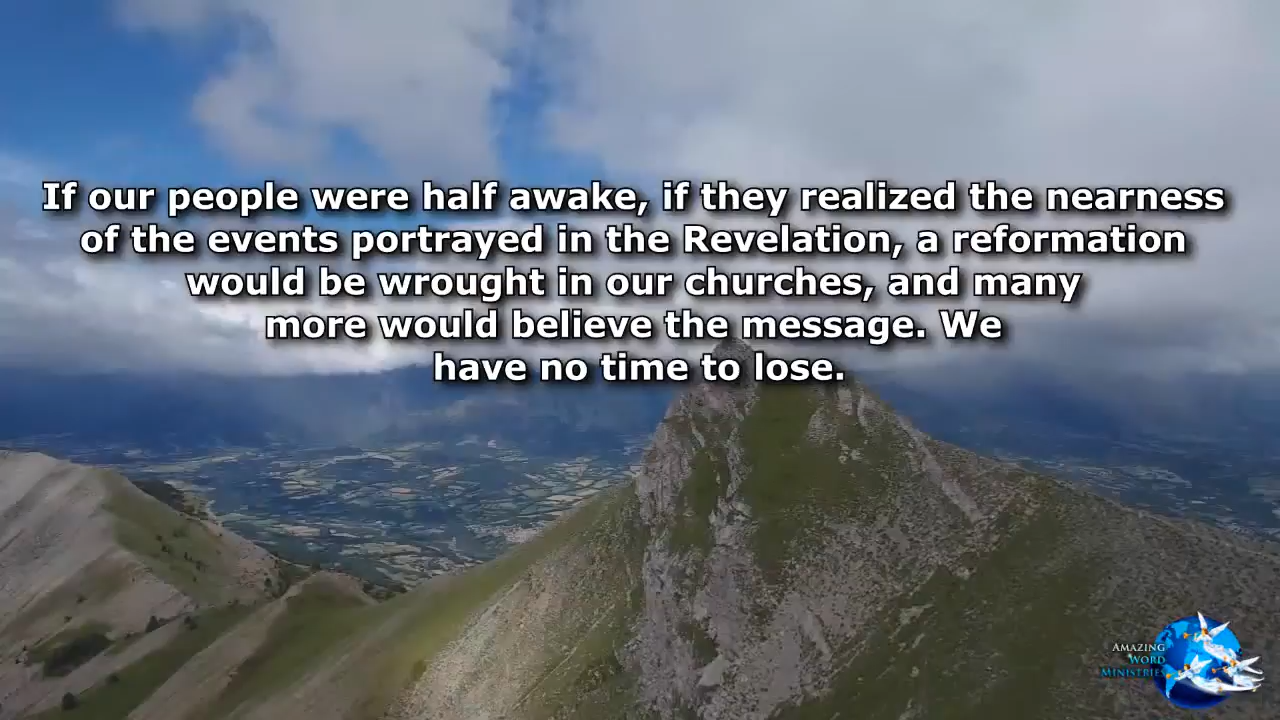 If our people were half awake, if they realized the nearness
of the events portrayed in the Revelation, a reformation
would be wrought in our churches, and many
more would believe the message. We
have no time to lose.
AMAZING
WORD
MINISTRIES